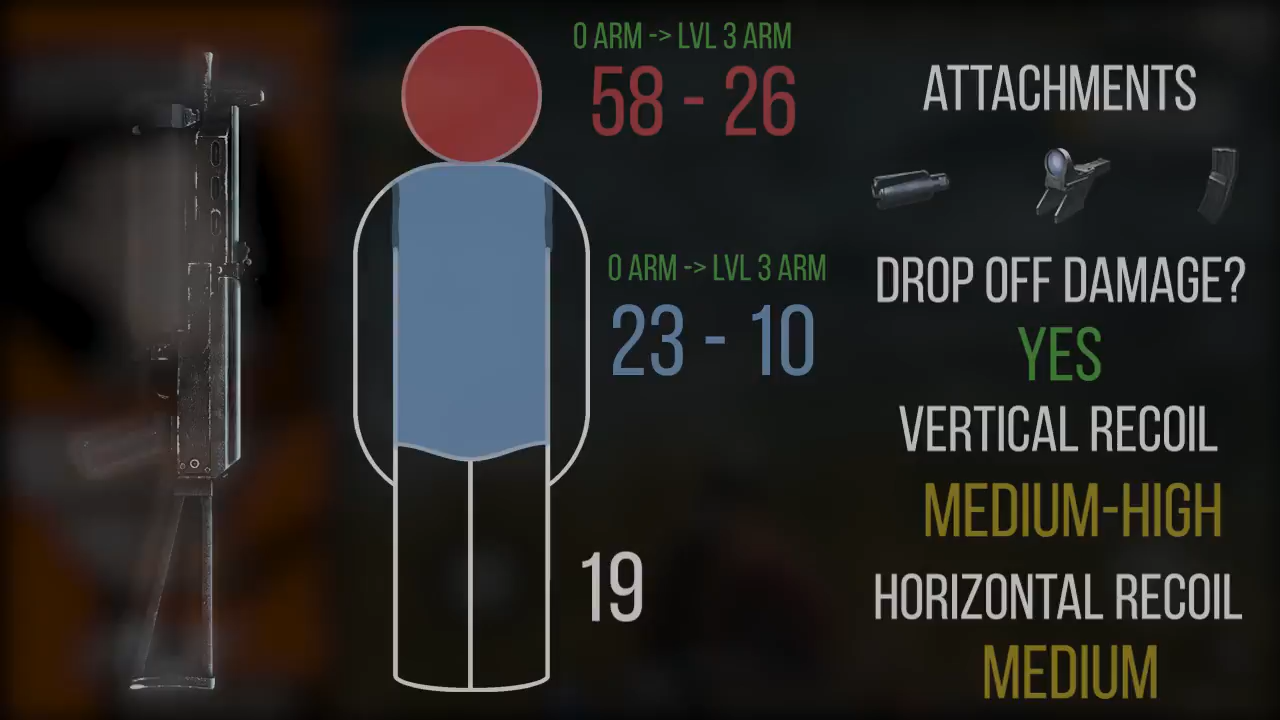 0 ARM -> LVL 3 ARM
58 - 26
0 ARM -> LVL 3 ARM
23 - 10
19
ATTACHMENTS
DROP OFF DAMAGE?
YES
VERTICAL RECOIL
MEDIUM-HIGH
HORIZONTAL RECOIL
MEDIUM